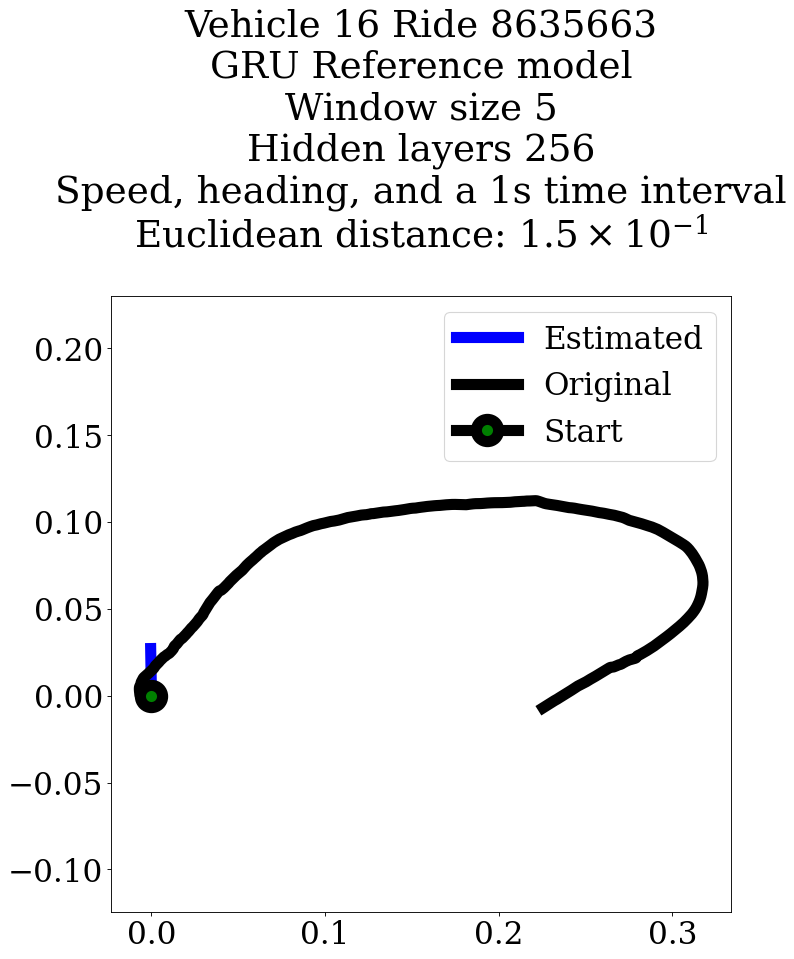 Vehicle 16 Ride 8635663
GRU Reference model
Window size 5
Hidden layers 256
Speed, heading, and a 1s time interval
Euclidean distance: 1.5 × 10⁻¹
Estimated
Original
Start
0.20
0.15
0.10
0.05
0.00
−0.05
−0.10
0.0 0.1 0.2 0.3